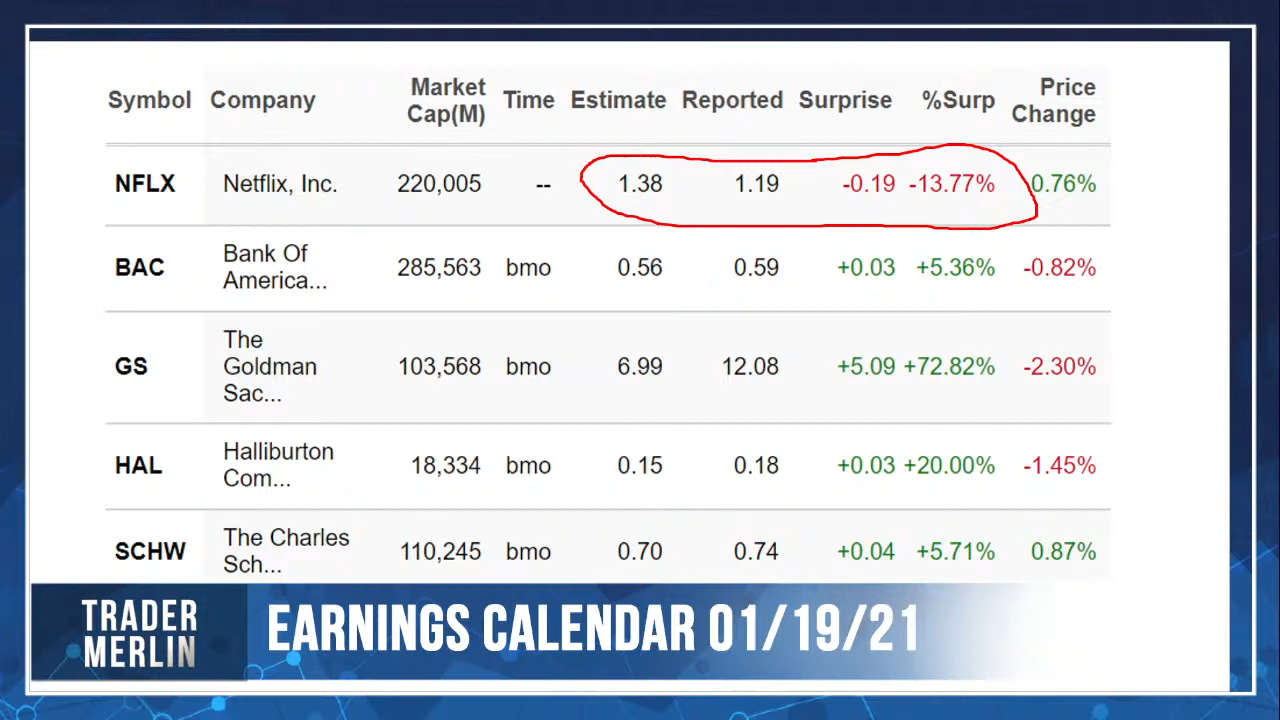 Symbol Company Market Cap(M) Time Estimate Reported Surprise %Surp Price Change
NFLX Netflix, Inc. 220,005 -- 1.38 1.19 -0.19 -13.77% 0.76%
BAC Bank Of America... 285,563 bmo 0.56 0.59 +0.03 +5.36% -0.82%
GS The Goldman Sac... 103,568 bmo 6.99 12.08 +5.09 +72.82% -2.30%
HAL Halliburton Com... 18,334 bmo 0.15 0.18 +0.03 +20.00% -1.45%
SCHW The Charles Sch... 110,245 bmo 0.70 0.74 +0.04 +5.71% 0.87%
TRADER
MERLIN
EARNINGS CALENDAR 01/19/21